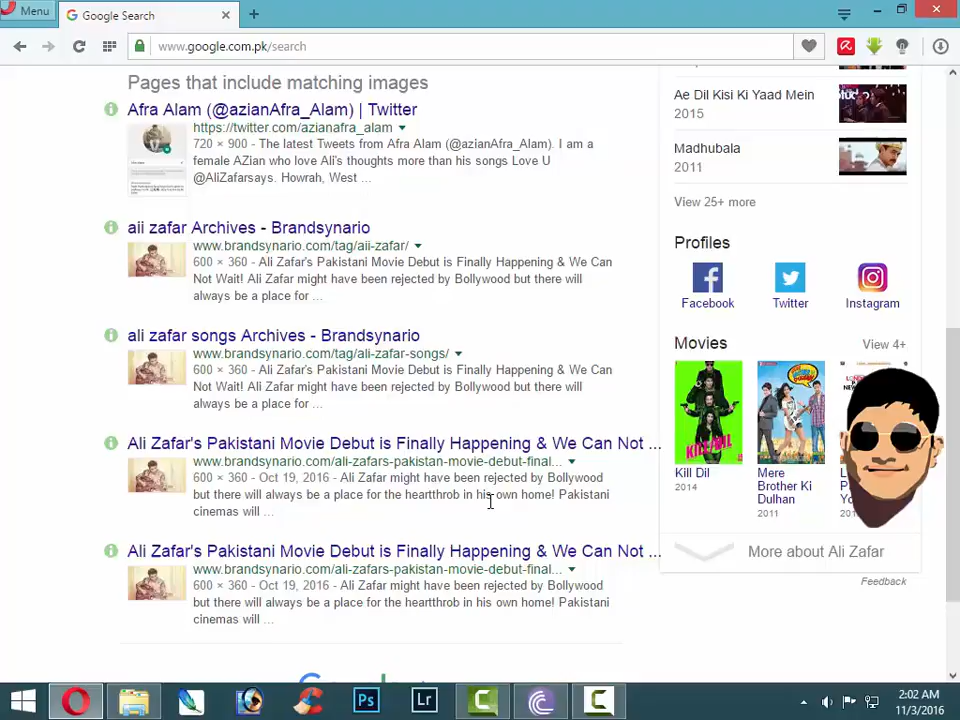 Menu
Google Search
www.google.com.pk/search
Pages that include matching images
Afra Alam (@azianAfra_Alam) | Twitter
https://twitter.com/azianafra_alam
720 × 900 - The latest Tweets from Afra Alam (@azianAfra_Alam). I am a
female AZian who love Ali's thoughts more than his songs Love U
@AliZafarsays. Howrah, West ...
aii zafar Archives - Brandsynario
www.brandsynario.com/tag/aii-zafar/
600 × 360 - Ali Zafar's Pakistani Movie Debut is Finally Happening & We Can
Not Wait! Ali Zafar might have been rejected by Bollywood but there will
always be a place for ...
ali zafar songs Archives - Brandsynario
www.brandsynario.com/tag/ali-zafar-songs/
600 × 360 - Ali Zafar's Pakistani Movie Debut is Finally Happening & We Can
Not Wait! Ali Zafar might have been rejected by Bollywood but there will
always be a place for ...
Ali Zafar's Pakistani Movie Debut is Finally Happening & We Can Not ...
www.brandsynario.com/ali-zafars-pakistan-movie-debut-final...
600 × 360 - Oct 19, 2016 - Ali Zafar might have been rejected by Bollywood
but there will always be a place for the heartthrob in his own home! Pakistani
cinemas will ...
Ali Zafar's Pakistani Movie Debut is Finally Happening & We Can Not ...
www.brandsynario.com/ali-zafars-pakistan-movie-debut-final...
600 × 360 - Oct 19, 2016 - Ali Zafar might have been rejected by Bollywood
but there will always be a place for the heartthrob in his own home! Pakistani
cinemas will ...
Ae Dil Kisi Ki Yaad Mein
2015
Madhubala
2011
View 25+ more
Profiles
Facebook
Twitter
Instagram
Movies
View 4+
KILL/DIL
Kill Dil
2014
Mere
Brother Ki
Dulhan
2011
More about Ali Zafar
Feedback
Ps
Lr
2:02 AM
11/3/2016